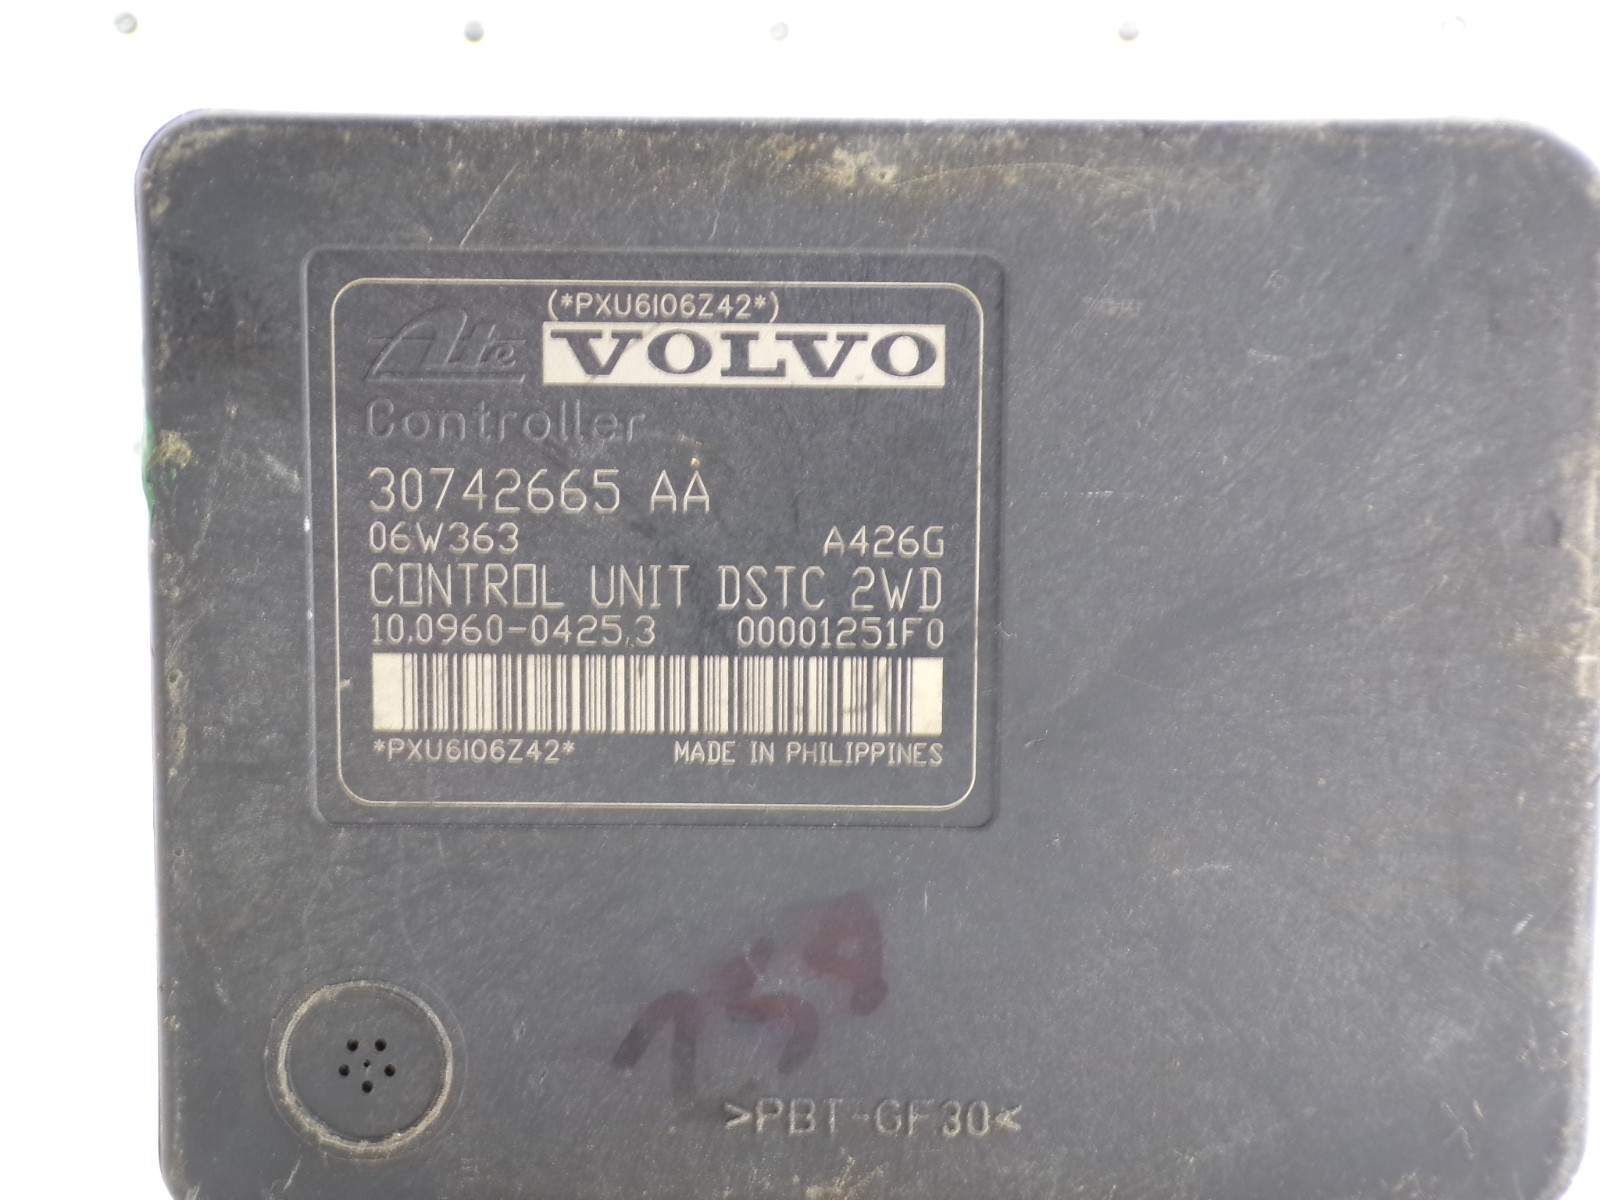 (*PXU6I06Z42*)
Ate VOLVO
Controller
30742665 AA
06W363 A426G
CONTROL UNIT DSTC 2WD
10.0960-0425.3 00001251F0
*PXU6I06Z42* MADE IN PHILIPPINES
>PBT-GF30<